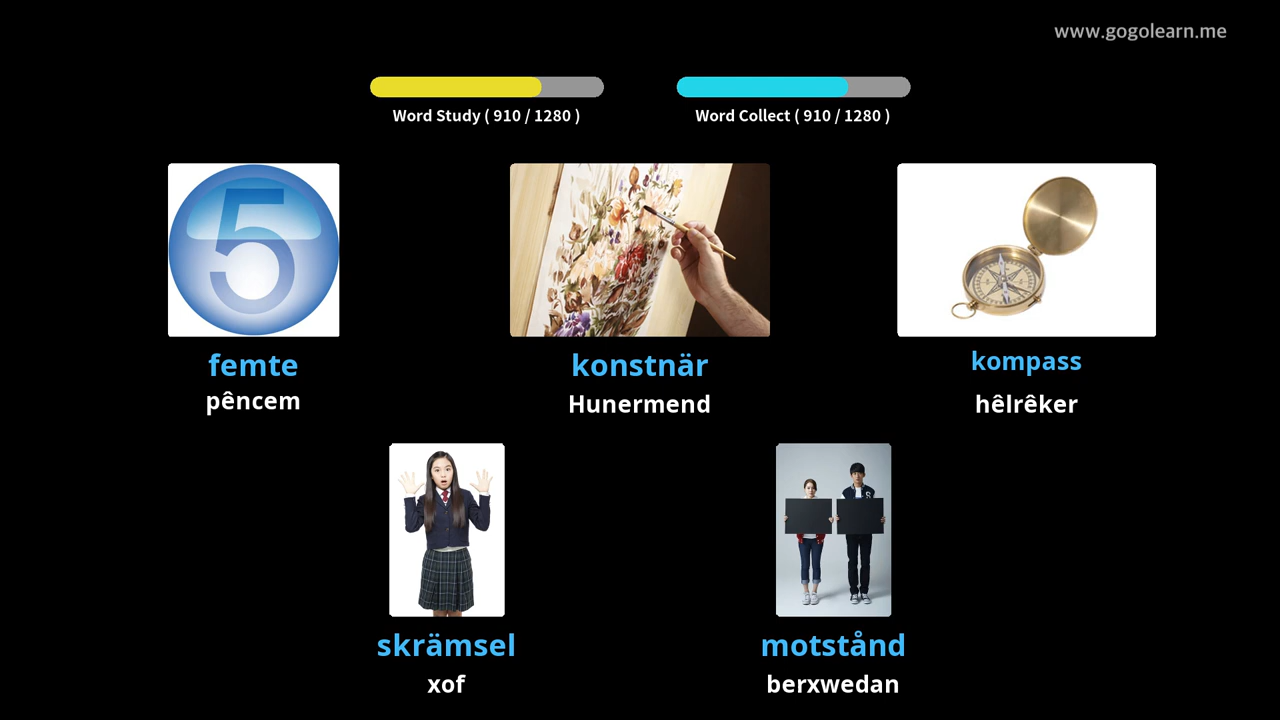 www.gogolearn.me
Word Study ( 910 / 1280 )
Word Collect ( 910 / 1280 )
5
femte
pêncem
konstnär
Hunermend
kompass
hêlrêker
skrämsel
xof
motstånd
berxwedan